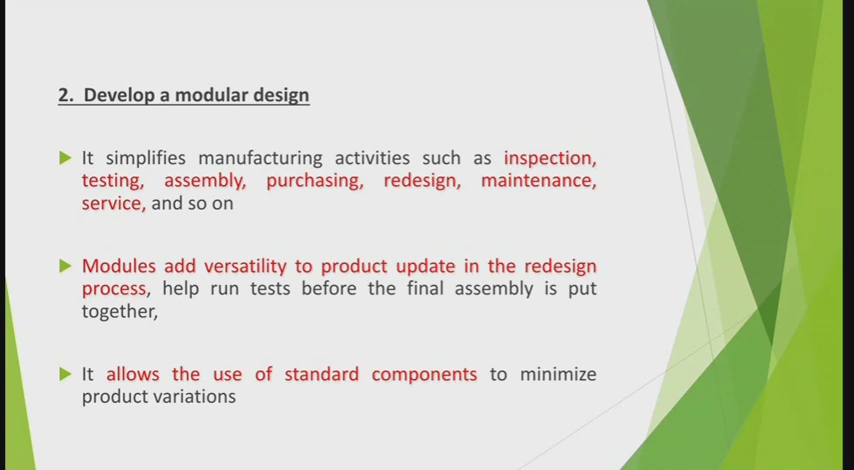 2. Develop a modular design
It simplifies manufacturing activities such as inspection,
testing, assembly, purchasing, redesign, maintenance,
service, and so on
Modules add versatility to product update in the redesign
process, help run tests before the final assembly is put
together,
It allows the use of standard components to minimize
product variations